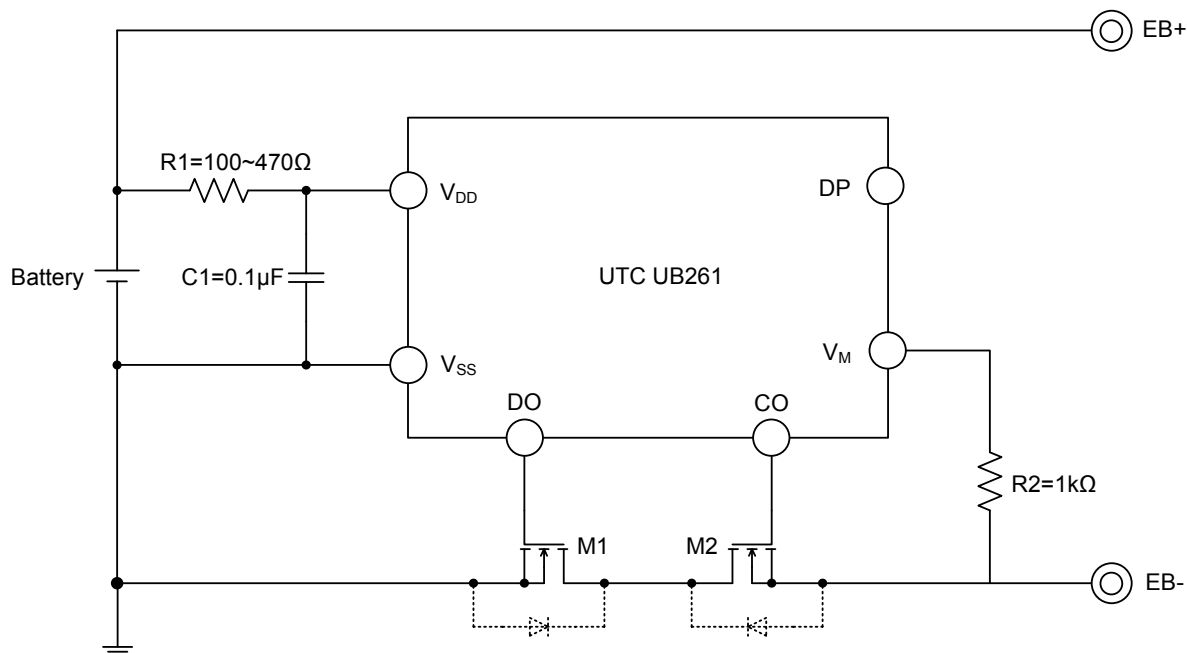 EB+
R1=100~470Ω
VDD
DP
Battery
C1=0.1µF
UTC UB261
VSS
VM
DO
CO
R2=1kΩ
M1
M2
EB-